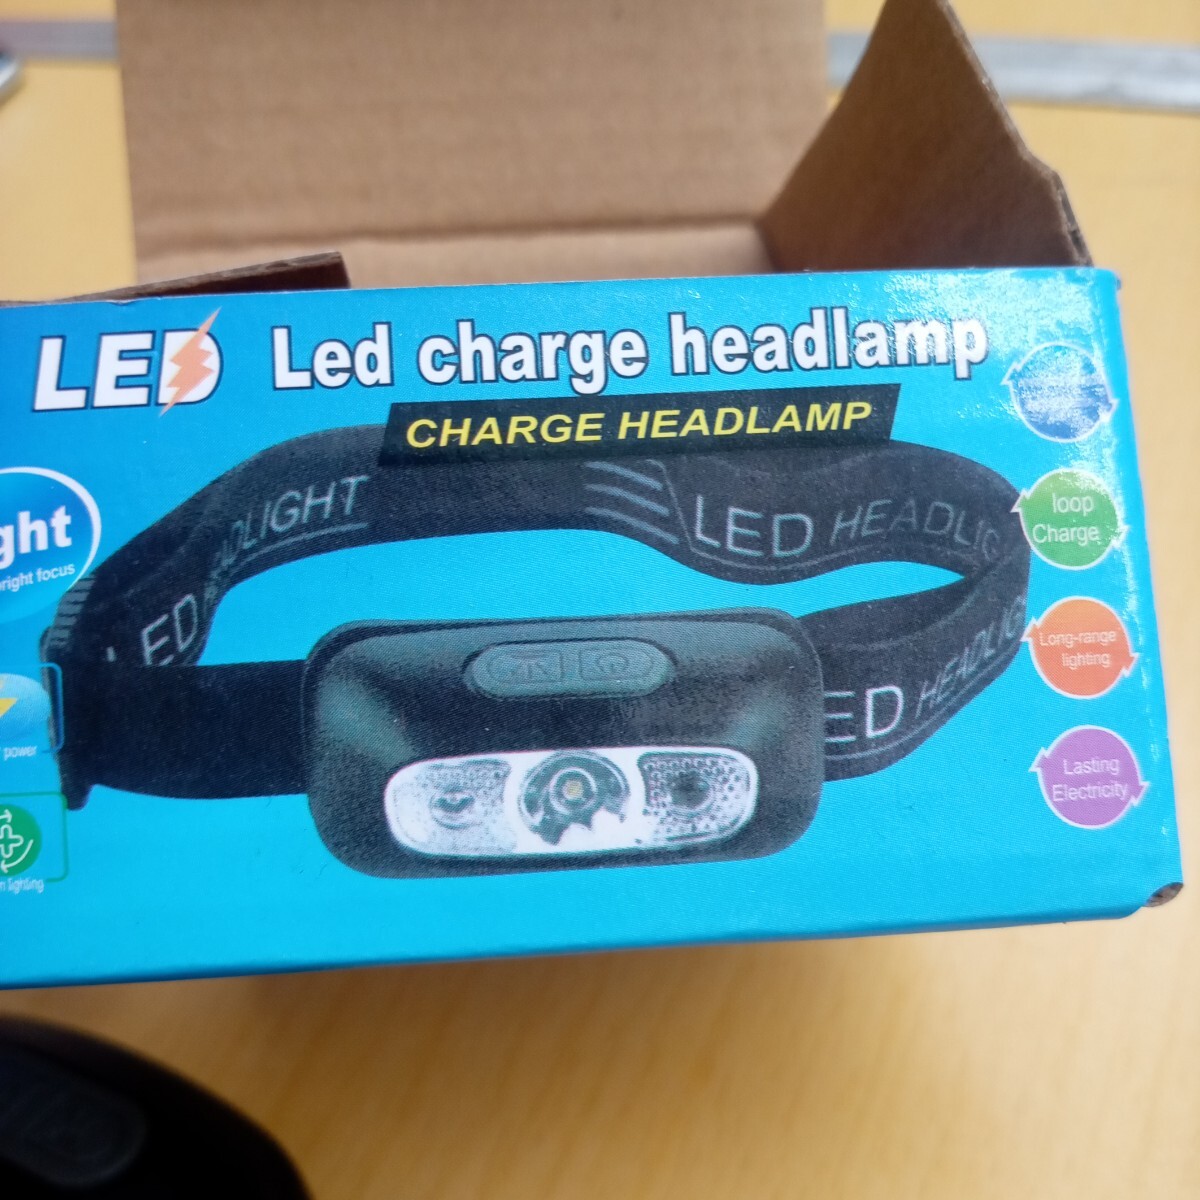 LED
Led charge headlamp
CHARGE HEADLAMP
ght
right focus
LED HEADLIGHT
LED HEADLIG
ED HEADLIG
loop
Charge
Long-range
lighting
power
Lasting
Electricity
n lighting